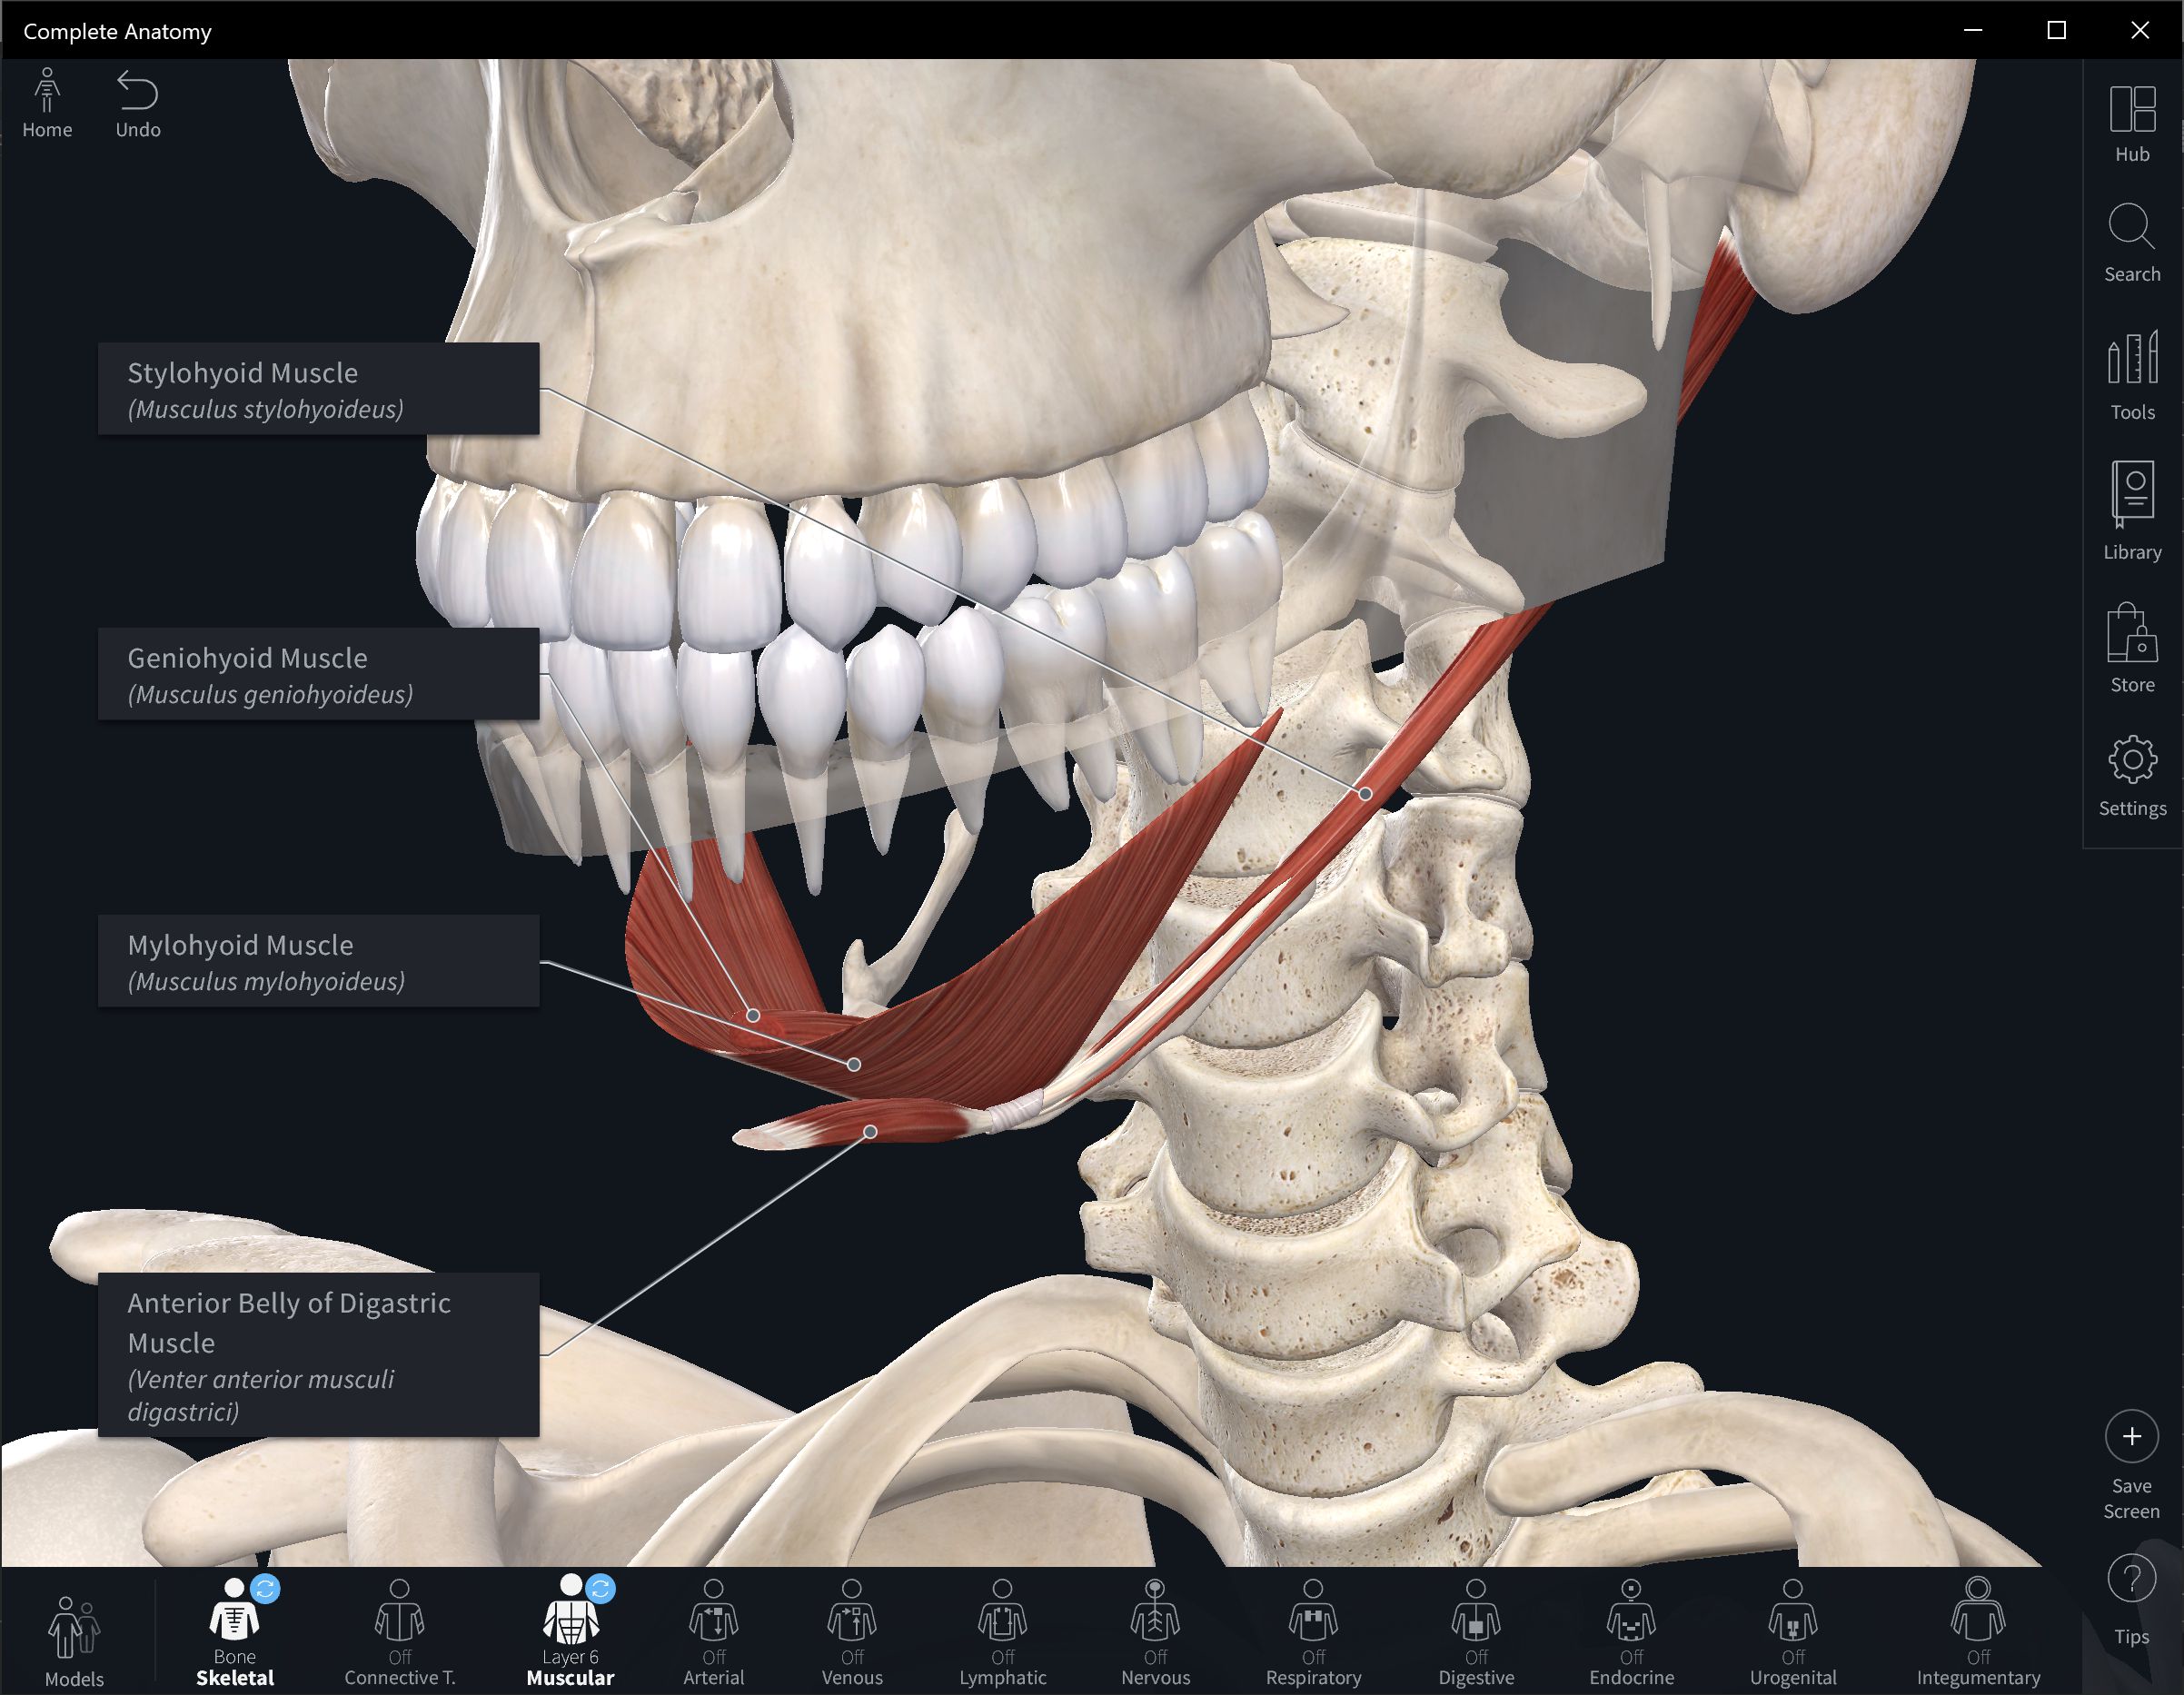 Complete Anatomy
Home
Undo
Hub
Search
Tools
Library
Store
Settings
Stylohyoid Muscle
(Musculus stylohyoideus)
Geniohyoid Muscle
(Musculus geniohyoideus)
Mylohyoid Muscle
(Musculus mylohyoideus)
Anterior Belly of Digastric
Muscle
(Venter anterior musculi
digastrici)
Save
Screen
Tips
Models
Bone
Skeletal
Off
Connective T.
Layer 6
Muscular
Off
Arterial
Off
Venous
Off
Lymphatic
Off
Nervous
Off
Respiratory
Off
Digestive
Off
Endocrine
Off
Urogenital
Off
Integumentary